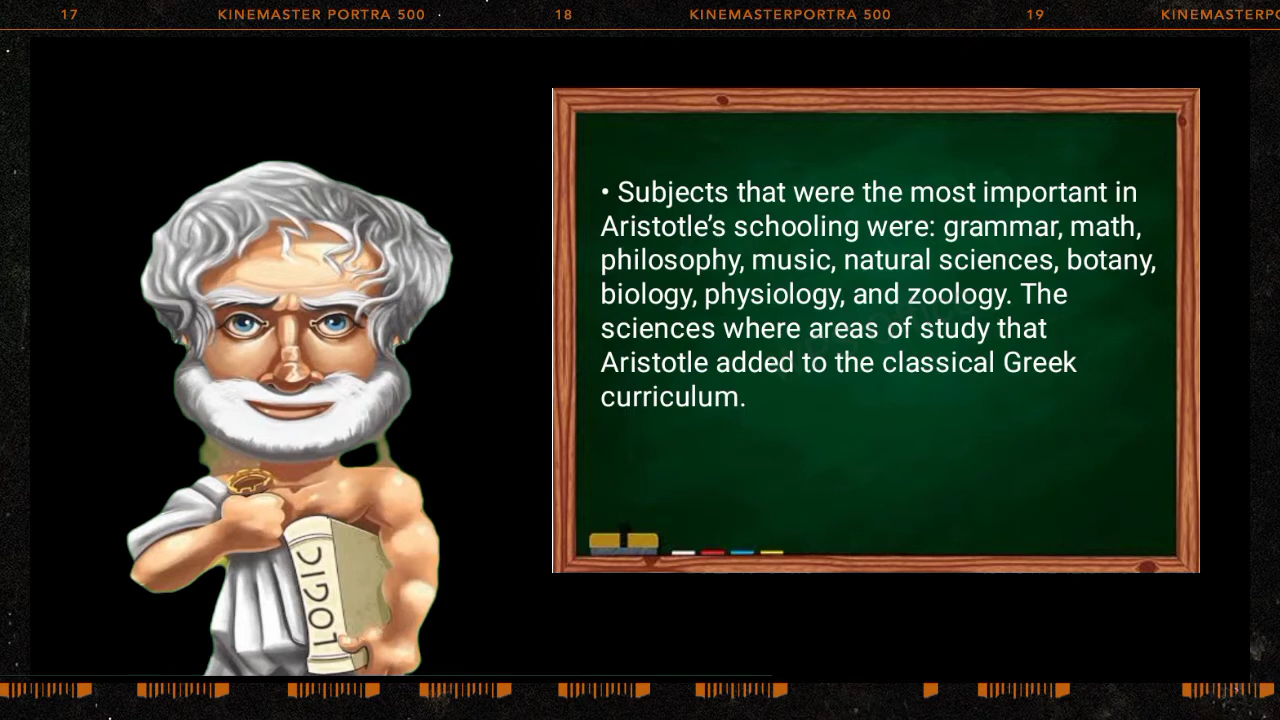 17 KINEMASTER PORTRA 500 18 KINEMASTERPORTRA 500 19 KINEMASTERPO
• Subjects that were the most important in
Aristotle’s schooling were: grammar, math,
philosophy, music, natural sciences, botany,
biology, physiology, and zoology. The
sciences where areas of study that
Aristotle added to the classical Greek
curriculum.
LOGIC